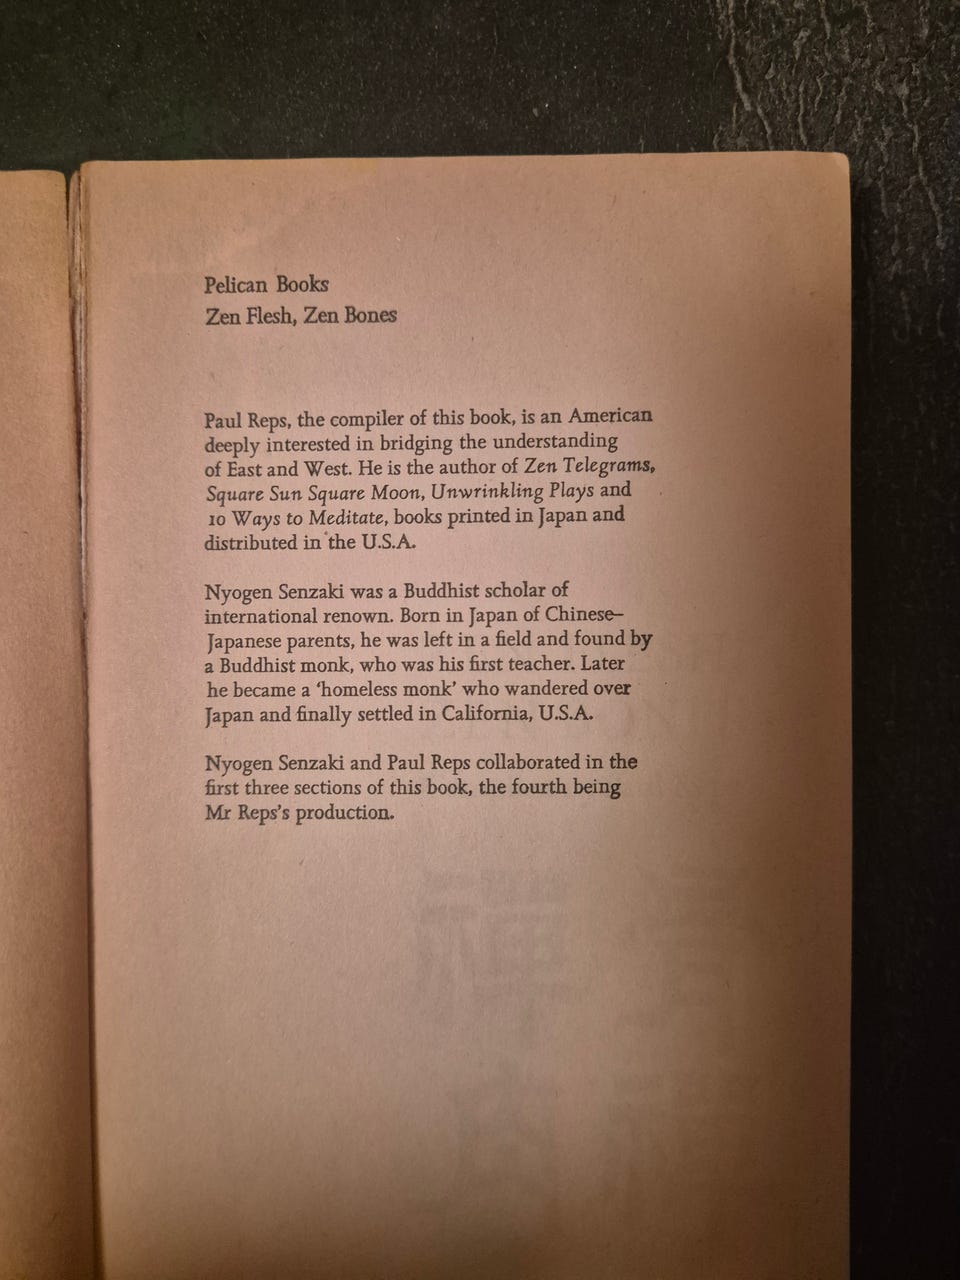 Pelican Books
Zen Flesh, Zen Bones
Paul Reps, the compiler of this book, is an American
deeply interested in bridging the understanding
of East and West. He is the author of Zen Telegrams,
Square Sun Square Moon, Unwrinkling Plays and
10 Ways to Meditate, books printed in Japan and
distributed in the U.S.A.
Nyogen Senzaki was a Buddhist scholar of
international renown. Born in Japan of Chinese–
Japanese parents, he was left in a field and found by
a Buddhist monk, who was his first teacher. Later
he became a ‘homeless monk’ who wandered over
Japan and finally settled in California, U.S.A.
Nyogen Senzaki and Paul Reps collaborated in the
first three sections of this book, the fourth being
Mr Reps's production.